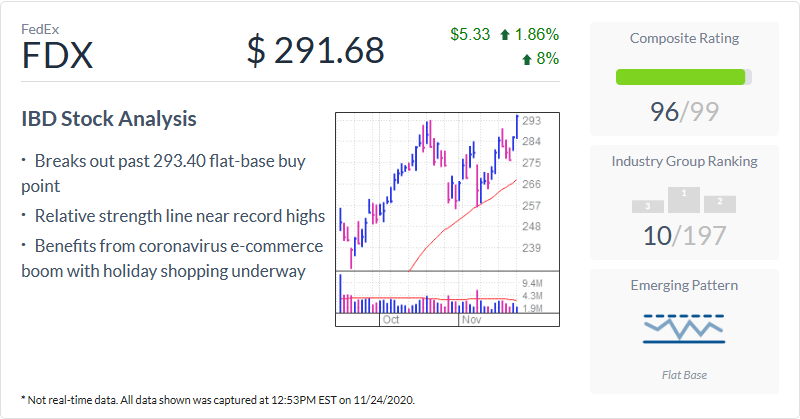 FedEx
FDX
$ 291.68
$5.33 1.86%
8%
IBD Stock Analysis
· Breaks out past 293.40 flat-base buy
point
· Relative strength line near record highs
· Benefits from coronavirus e-commerce
boom with holiday shopping underway
293
284
275
266
257
248
239
9.4M
4.3M
1.9M
Oct
Nov
Composite Rating
96/99
Industry Group Ranking
3
1
2
10/197
Emerging Pattern
Flat Base
* Not real-time data. All data shown was captured at 12:53PM EST on 11/24/2020.